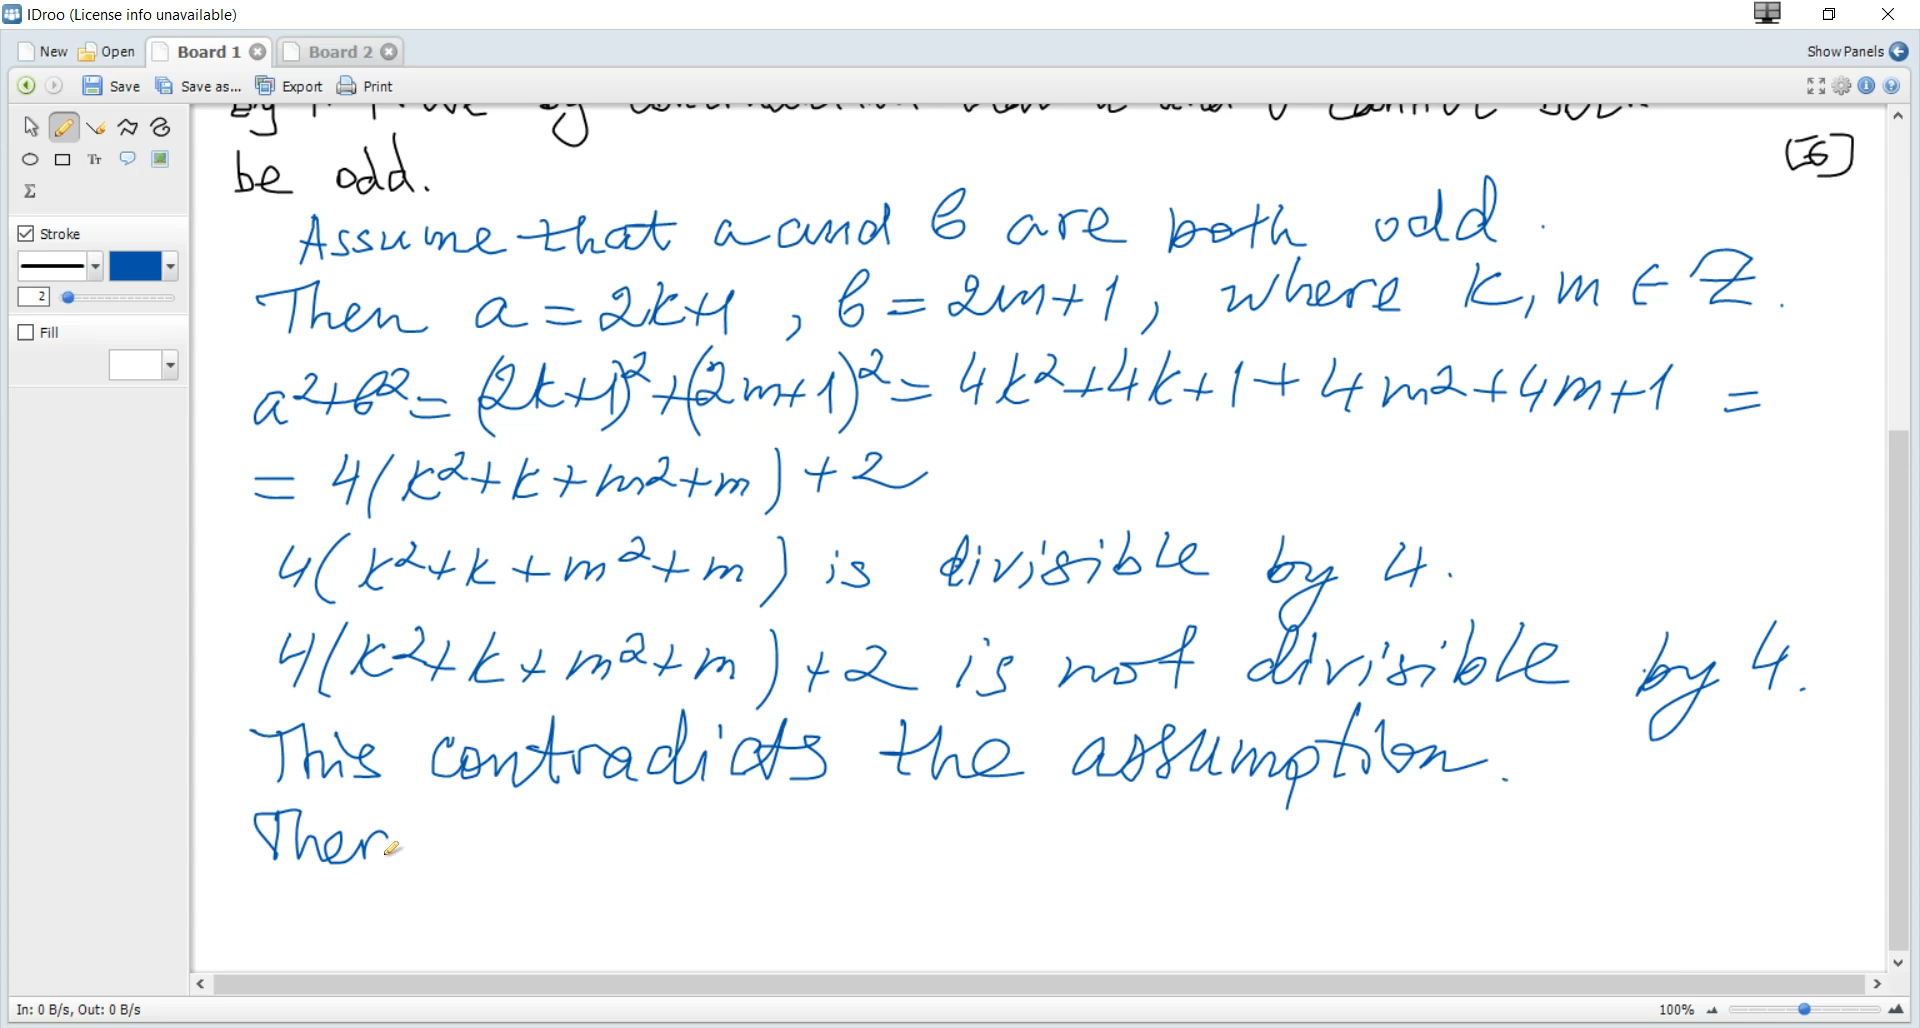 IDroo (License info unavailable)
New Open Board 1 Board 2 Show Panels
Save Save as... Export Print
be odd. [6]
Stroke
2
Fill
Assume that a and b are both odd.
Then a = 2k+1, b = 2m+1, where k, m ∈ Z.
a²+b² = (2k+1)²+(2m+1)² = 4k²+4k+1+4m²+4m+1 =
= 4(k²+k+m²+m)+2
4(k²+k+m²+m) is divisible by 4.
4(k²+k+m²+m)+2 is not divisible by 4.
This contradicts the assumption.
Ther
In: 0 B/s, Out: 0 B/s 100%